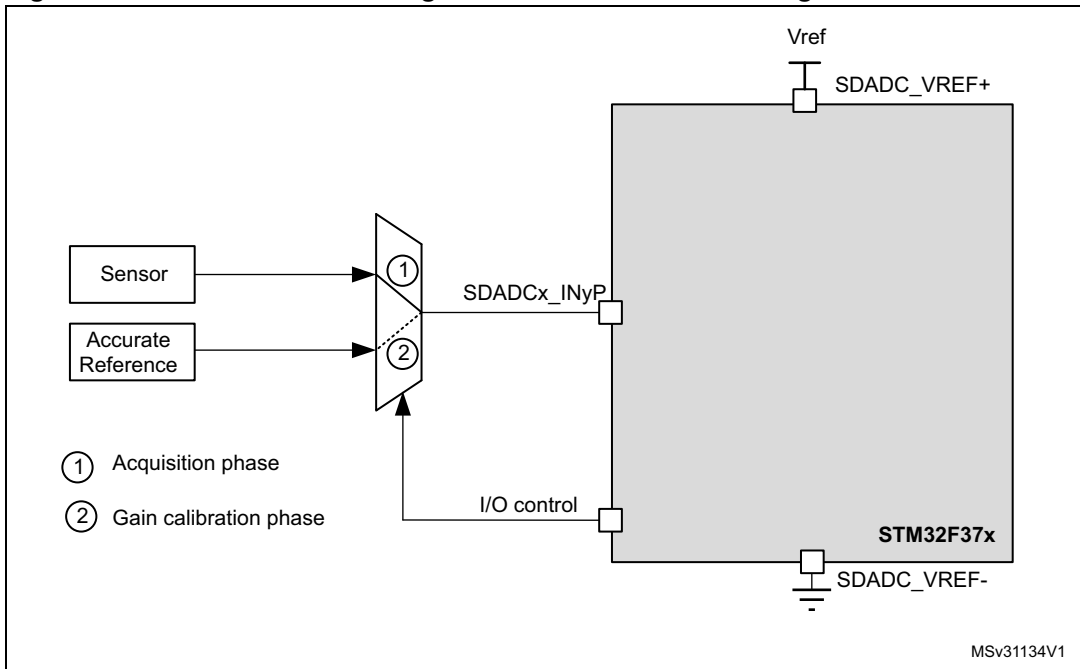 Vref
SDADC_VREF+
Sensor
1
SDADCx_INyP
Accurate
Reference
2
1 Acquisition phase
I/O control
2 Gain calibration phase
STM32F37x
SDADC_VREF-
MSv31134V1